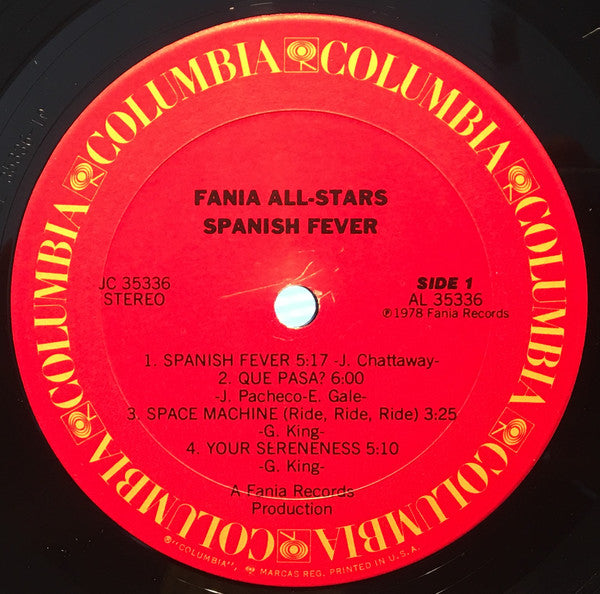 COLUMBIA COLUMBIA COLUMBIA COLUMBIA COLUMBIA COLUMBIA
FANIA ALL-STARS
SPANISH FEVER
JC 35336
STEREO
SIDE 1
AL 35336
℗1978 Fania Records
1. SPANISH FEVER 5:17 -J. Chattaway-
2. QUE PASA? 6:00
-J. Pacheco-E. Gale-
3. SPACE MACHINE (Ride, Ride, Ride) 3:25
-G. King-
4. YOUR SERENENESS 5:10
-G. King-
A Fania Records
Production
®"COLUMBIA", MARCAS REG. PRINTED IN U.S.A.